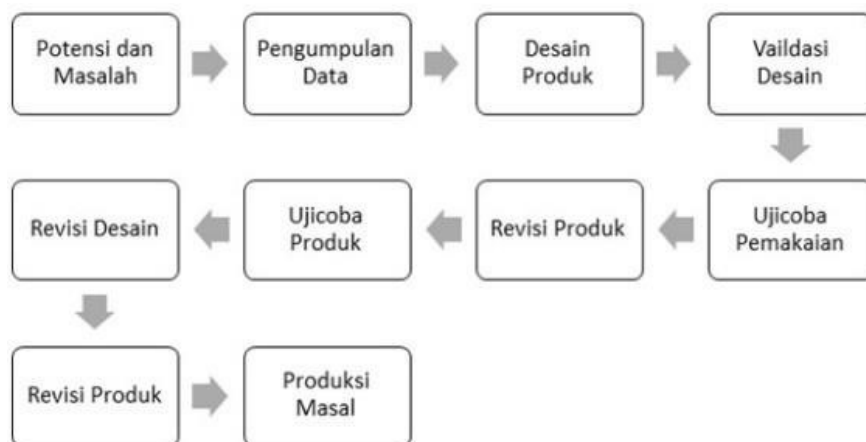 Potensi dan
Masalah
Pengumpulan
Data
Desain
Produk
Vaildasi
Desain
Ujicoba
Pemakaian
Revisi Produk
Ujicoba
Produk
Revisi Desain
Revisi Produk
Produksi
Masal